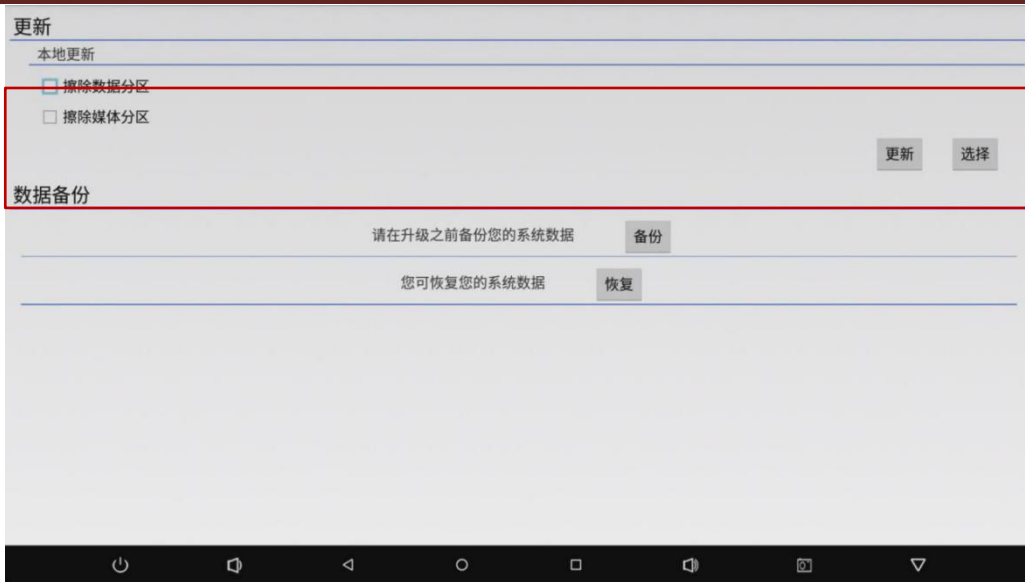 更新
本地更新
擦除数据分区
擦除媒体分区
更新 选择
数据备份
请在升级之前备份您的系统数据 备份
您可恢复您的系统数据 恢复